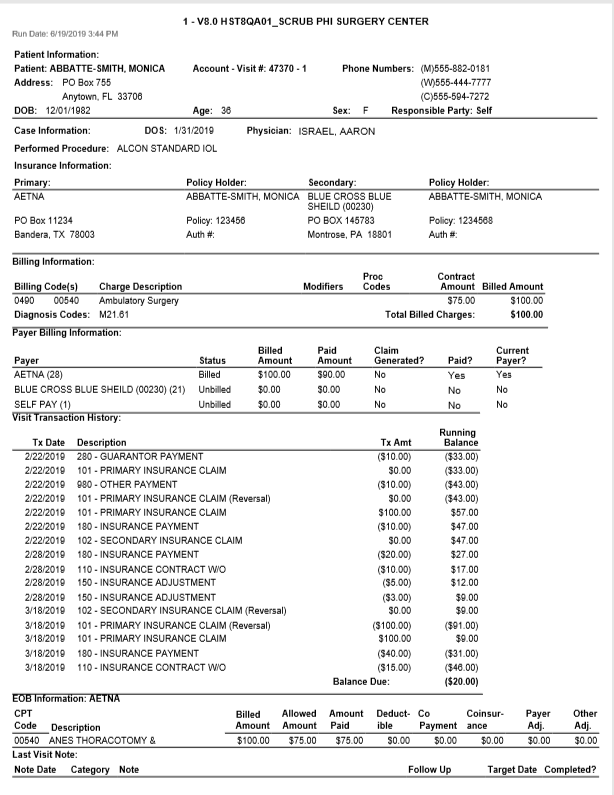 1 - V8.0 HST8QA01_SCRUB PHI SURGERY CENTER
Run Date: 6/19/2019 3:44 PM
Patient Information:
Patient: ABBATTE-SMITH, MONICA Account - Visit #: 47370 - 1 Phone Numbers: (M)555-882-0181
Address: PO Box 755 (W)555-444-7777
Anytown, FL 33706 (C)555-594-7272
DOB: 12/01/1982 Age: 36 Sex: F Responsible Party: Self
Case Information: DOS: 1/31/2019 Physician: ISRAEL, AARON
Performed Procedure: ALCON STANDARD IOL
Insurance Information:
Primary: Policy Holder: Secondary: Policy Holder:
AETNA ABBATTE-SMITH, MONICA BLUE CROSS BLUE ABBATTE-SMITH, MONICA
SHEILD (00230)
PO Box 11234 Policy: 123456 PO BOX 145783 Policy: 1234568
Bandera, TX 78003 Auth #: Montrose, PA 18801 Auth #:
Billing Information:
Proc Contract
Billing Code(s) Charge Description Modifiers Codes Amount Billed Amount
0490 00540 Ambulatory Surgery $75.00 $100.00
Diagnosis Codes: M21.61 Total Billed Charges: $100.00
Payer Billing Information:
Billed Paid Claim Current
Payer Status Amount Amount Generated? Paid? Payer?
AETNA (28) Billed $100.00 $90.00 No Yes Yes
BLUE CROSS BLUE SHEILD (00230) (21) Unbilled $0.00 $0.00 No No No
SELF PAY (1) Unbilled $0.00 $0.00 No No No
Visit Transaction History:
Running
Tx Date Description Tx Amt Balance
2/22/2019 280 - GUARANTOR PAYMENT ($10.00) ($33.00)
2/22/2019 101 - PRIMARY INSURANCE CLAIM $0.00 ($33.00)
2/22/2019 980 - OTHER PAYMENT ($10.00) ($43.00)
2/22/2019 101 - PRIMARY INSURANCE CLAIM (Reversal) $0.00 ($43.00)
2/22/2019 101 - PRIMARY INSURANCE CLAIM $100.00 $57.00
2/22/2019 180 - INSURANCE PAYMENT ($10.00) $47.00
2/22/2019 102 - SECONDARY INSURANCE CLAIM $0.00 $47.00
2/28/2019 180 - INSURANCE PAYMENT ($20.00) $27.00
2/28/2019 110 - INSURANCE CONTRACT W/O ($10.00) $17.00
2/28/2019 150 - INSURANCE ADJUSTMENT ($5.00) $12.00
2/28/2019 150 - INSURANCE ADJUSTMENT ($3.00) $9.00
3/18/2019 102 - SECONDARY INSURANCE CLAIM (Reversal) $0.00 $9.00
3/18/2019 101 - PRIMARY INSURANCE CLAIM (Reversal) ($100.00) ($91.00)
3/18/2019 101 - PRIMARY INSURANCE CLAIM $100.00 $9.00
3/18/2019 180 - INSURANCE PAYMENT ($40.00) ($31.00)
3/18/2019 110 - INSURANCE CONTRACT W/O ($15.00) ($46.00)
Balance Due: ($20.00)
EOB Information: AETNA
CPT Billed Allowed Amount Deduct- Co Coinsur- Payer Other
Code Description Amount Amount Paid ible Payment ance Adj. Adj.
00540 ANES THORACOTOMY & $100.00 $75.00 $75.00 $0.00 $0.00 $0.00 $0.00 $0.00
Last Visit Note:
Note Date Category Note Follow Up Target Date Completed?